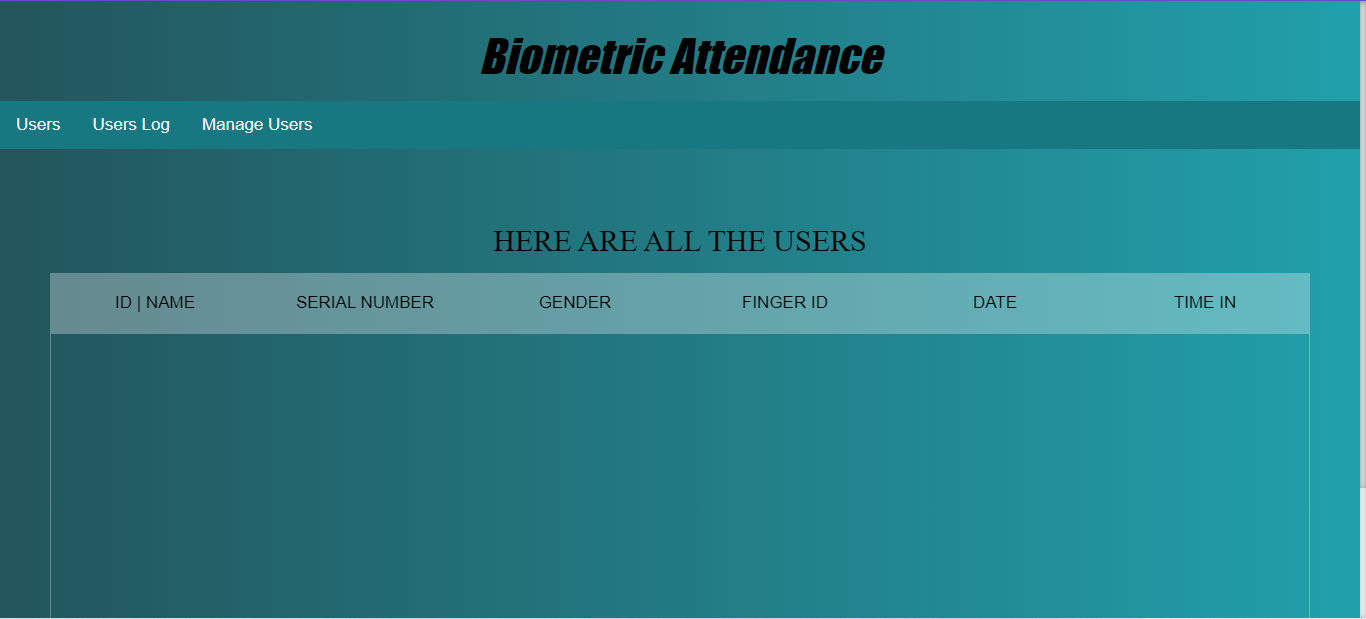 Biometric Attendance
Users Users Log Manage Users
HERE ARE ALL THE USERS
ID | NAME SERIAL NUMBER GENDER FINGER ID DATE TIME IN